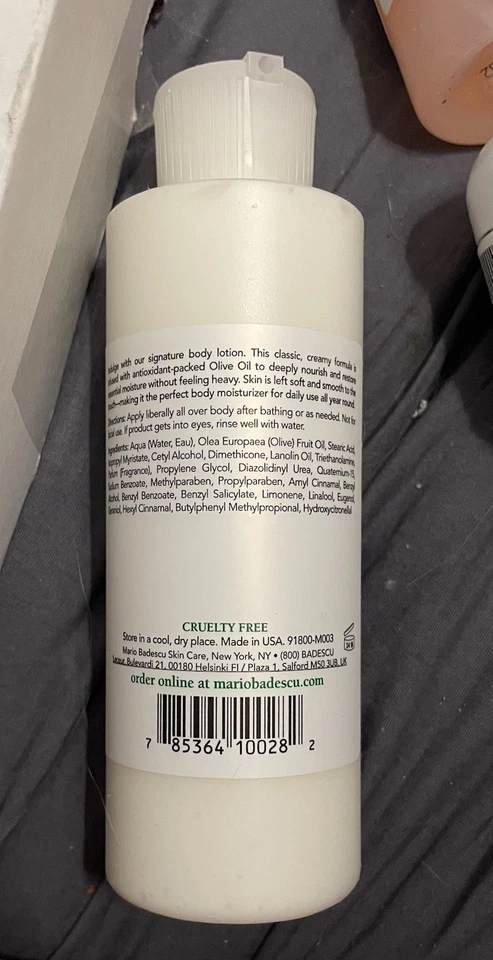 with our signature body lotion. This classic, creamy formula is
infused with antioxidant-packed Olive Oil to deeply nourish and restore
essential moisture without feeling heavy. Skin is left soft and smooth to the
touch—making it the perfect body moisturizer for daily use all year round.
Directions: Apply liberally all over body after bathing or as needed. Not for
facial use. If product gets into eyes, rinse well with water.
Ingredients: Aqua (Water, Eau), Olea Europaea (Olive) Fruit Oil, Stearic Acid,
Isopropyl Myristate, Cetyl Alcohol, Dimethicone, Lanolin Oil, Triethanolamine,
Parfum (Fragrance), Propylene Glycol, Diazolidinyl Urea, Quaternium-15,
Sodium Benzoate, Methylparaben, Propylparaben, Amyl Cinnamal, Benzyl
Alcohol, Benzyl Benzoate, Benzyl Salicylate, Limonene, Linalool, Eugenol,
Geraniol, Hexyl Cinnamal, Butylphenyl Methylpropional, Hydroxycitronellal
CRUELTY FREE
Store in a cool, dry place. Made in USA. 91800-M003
Mario Badescu Skin Care, New York, NY • (800) BADESCU
Bulevardi 21, 00180 Helsinki FI / Plaza 1, Salford M50 3UB, UK
24 M
order online at mariobadescu.com
7 85364 10028 2